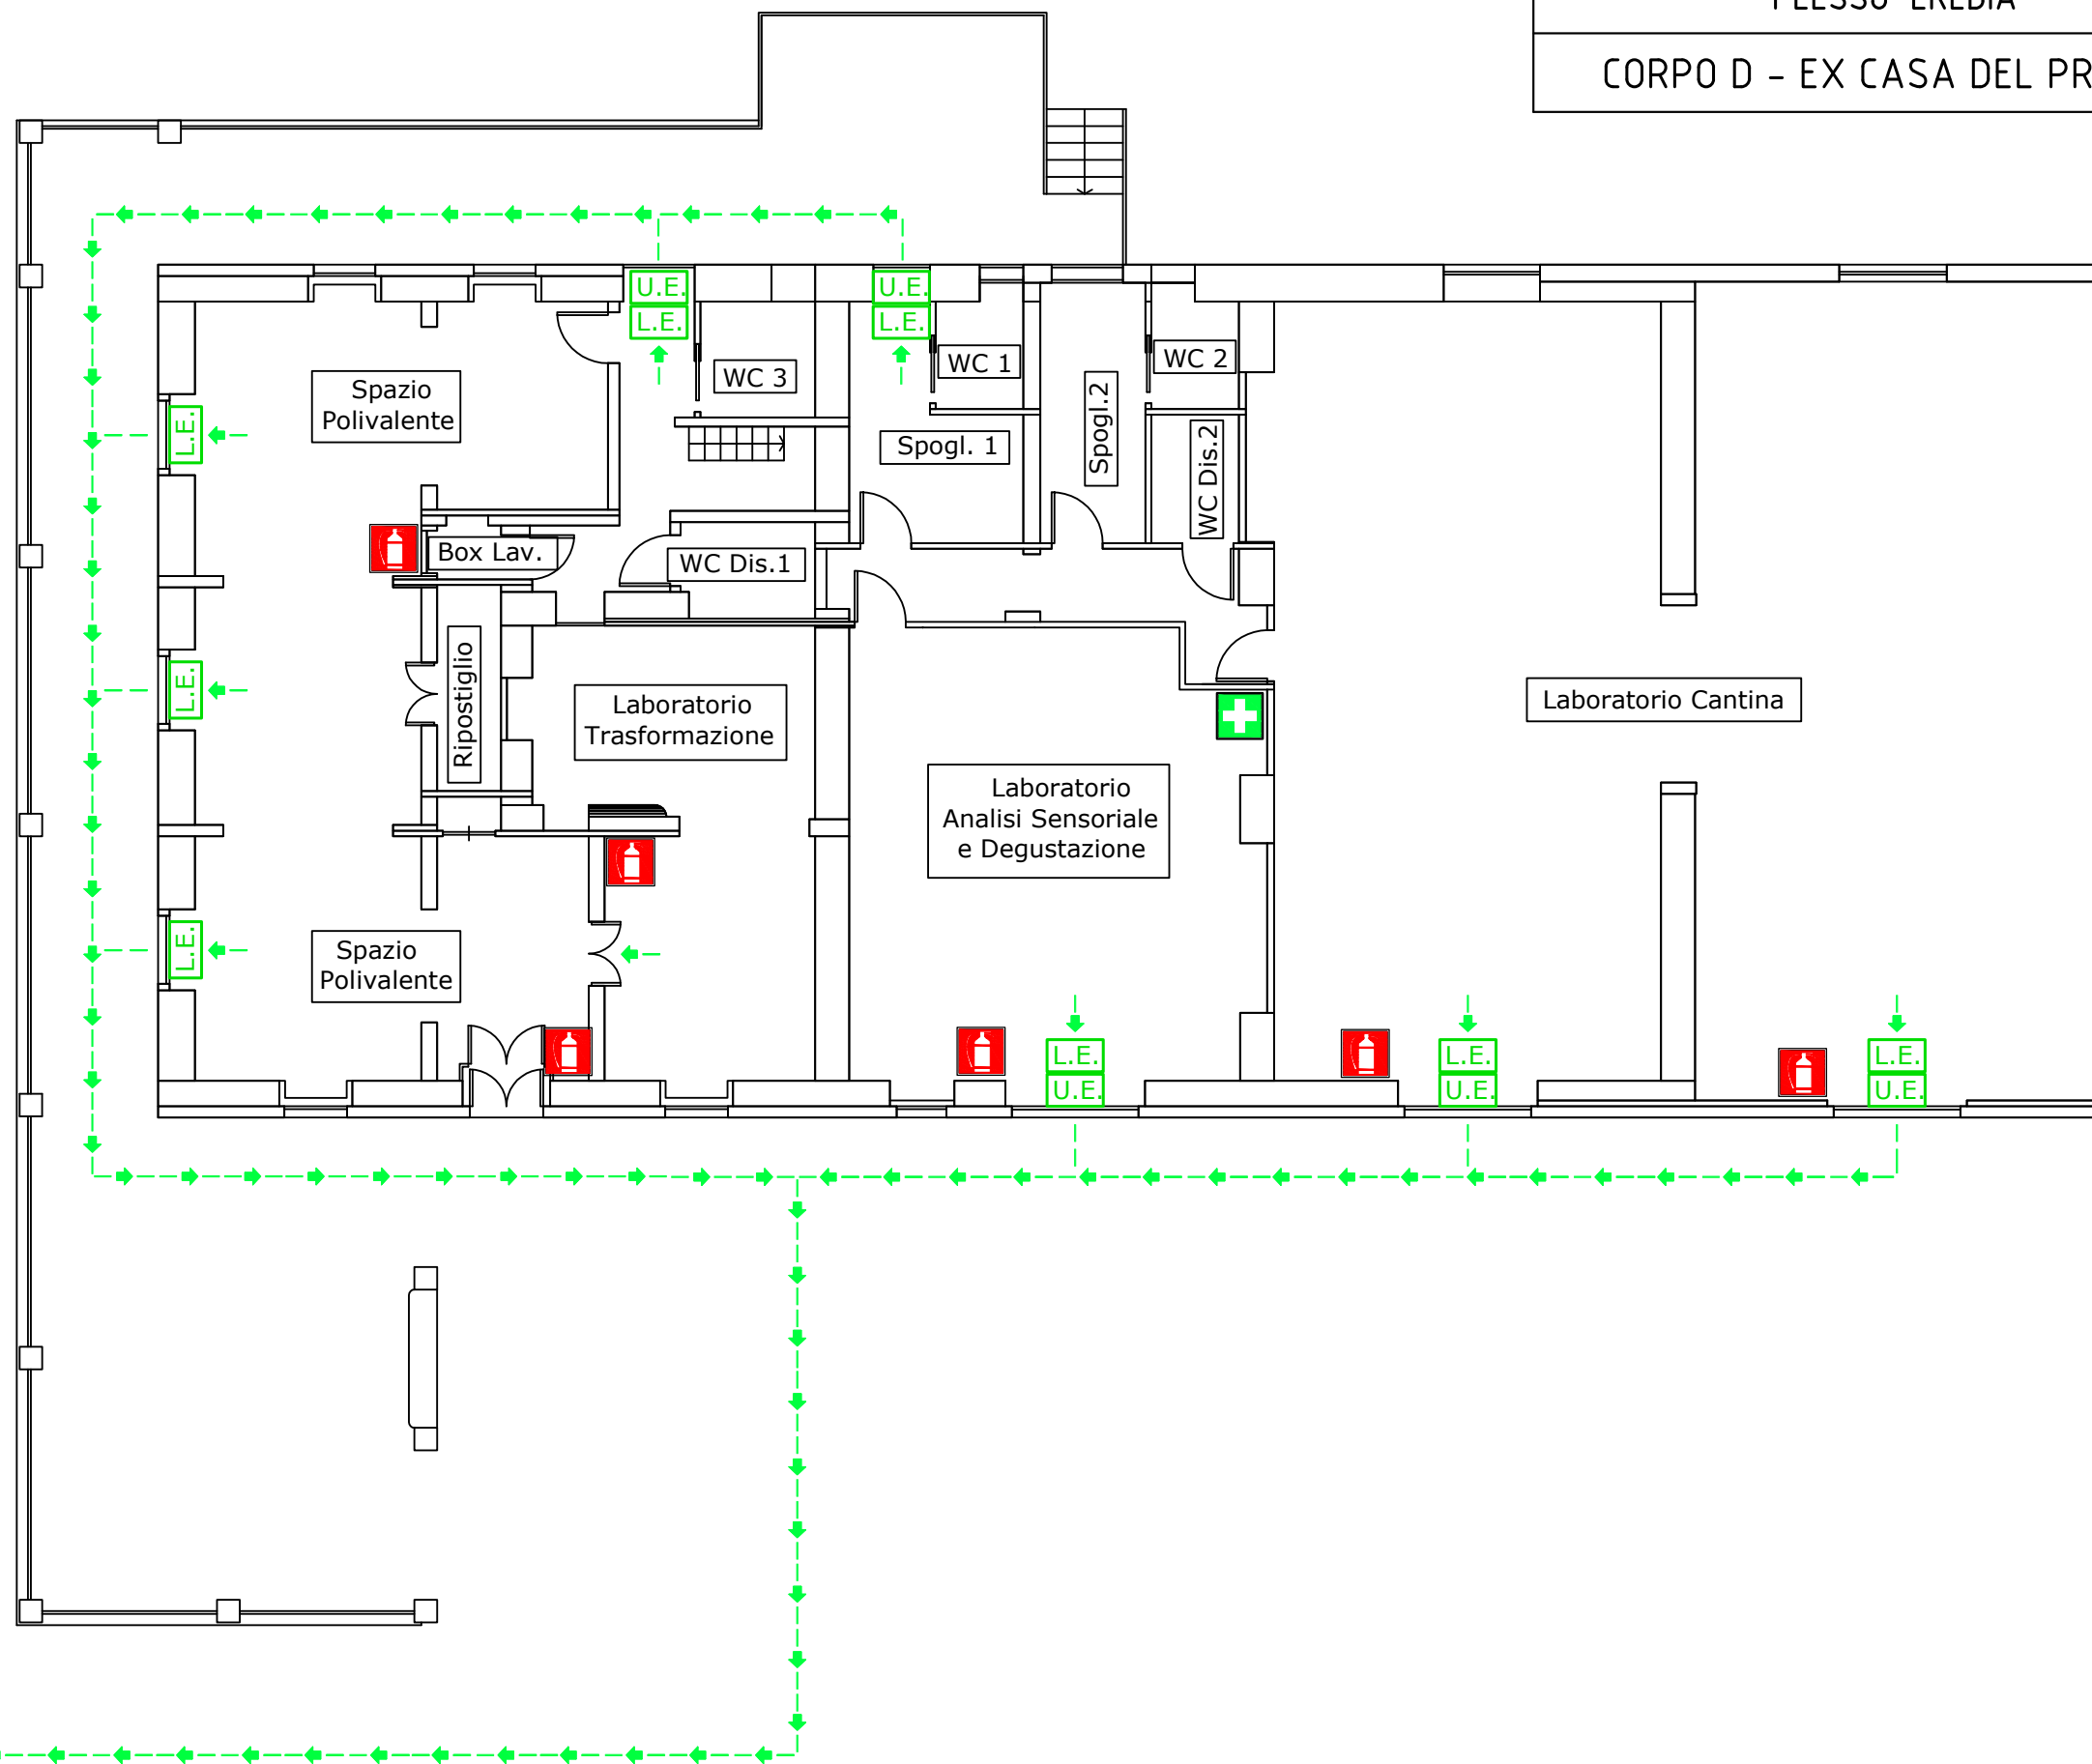 PLESSO EREDIA
CORPO D - EX CASA DEL PR
U.E.
L.E.
U.E.
L.E.
WC 3
WC 1
WC 2
Spazio
Polivalente
L.E.
Spogl. 1
Spogl.2
WC Dis.2
Box Lav.
WC Dis.1
Ripostiglio
L.E.
Laboratorio
Trasformazione
Laboratorio Cantina
Laboratorio
Analisi Sensoriale
e Degustazione
L.E.
Spazio
Polivalente
L.E.
U.E.
L.E.
U.E.
L.E.
U.E.